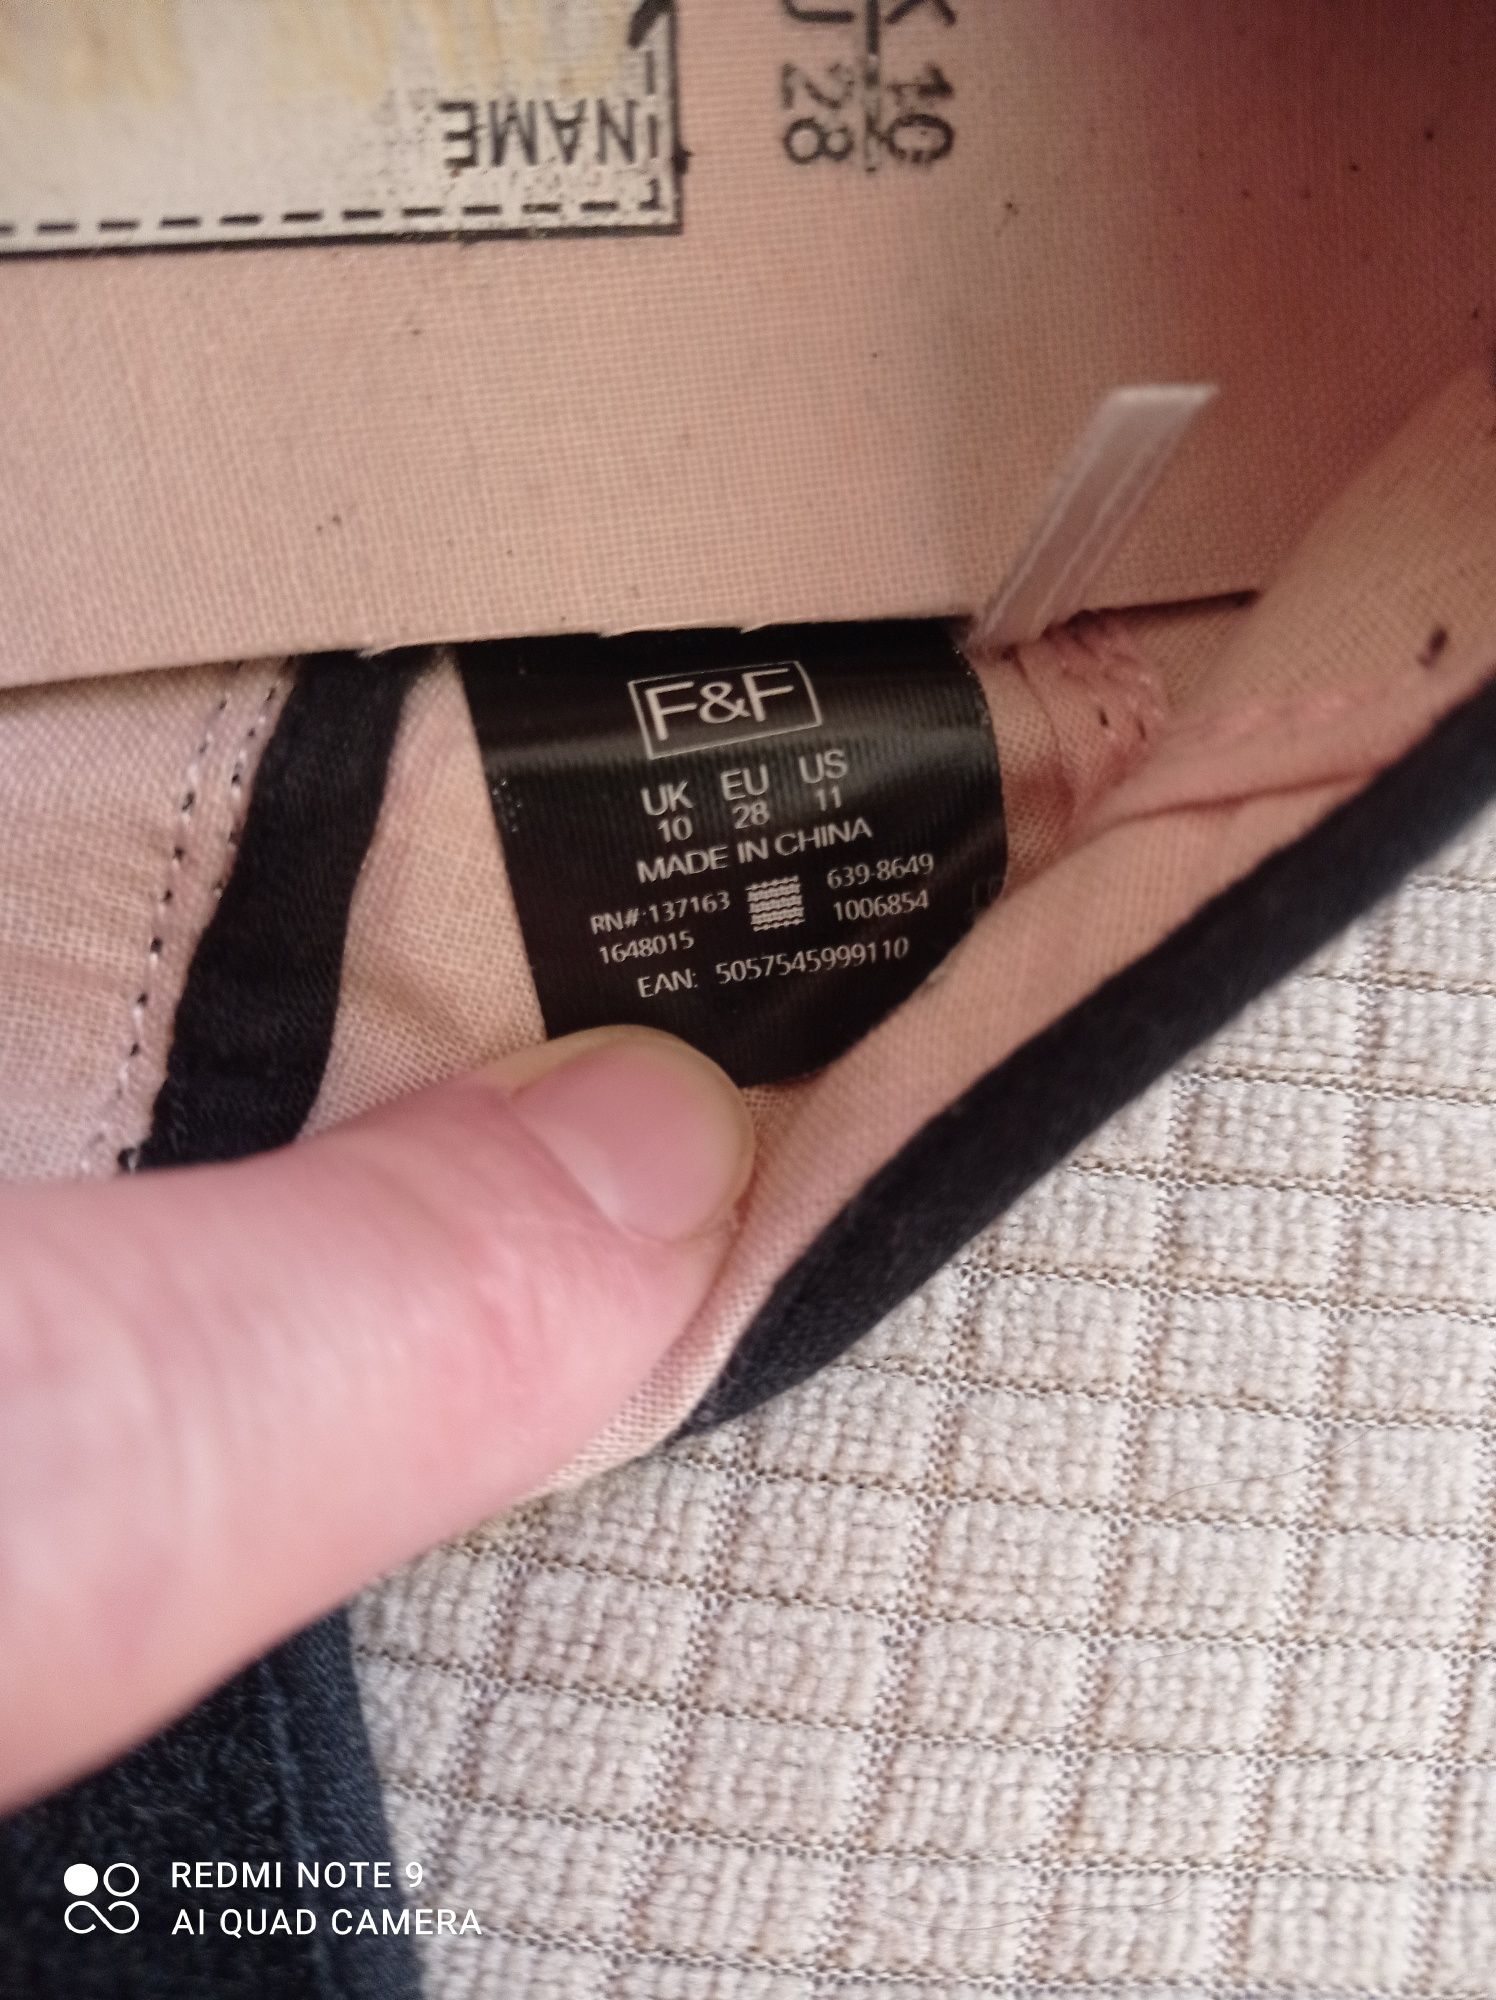 NAME
K 10
U 28
F&F
UK EU US
10 28 11
MADE IN CHINA
RN#:137163 639-8649
1648015 1006854
EAN: 5057545999110
REDMI NOTE 9
AI QUAD CAMERA